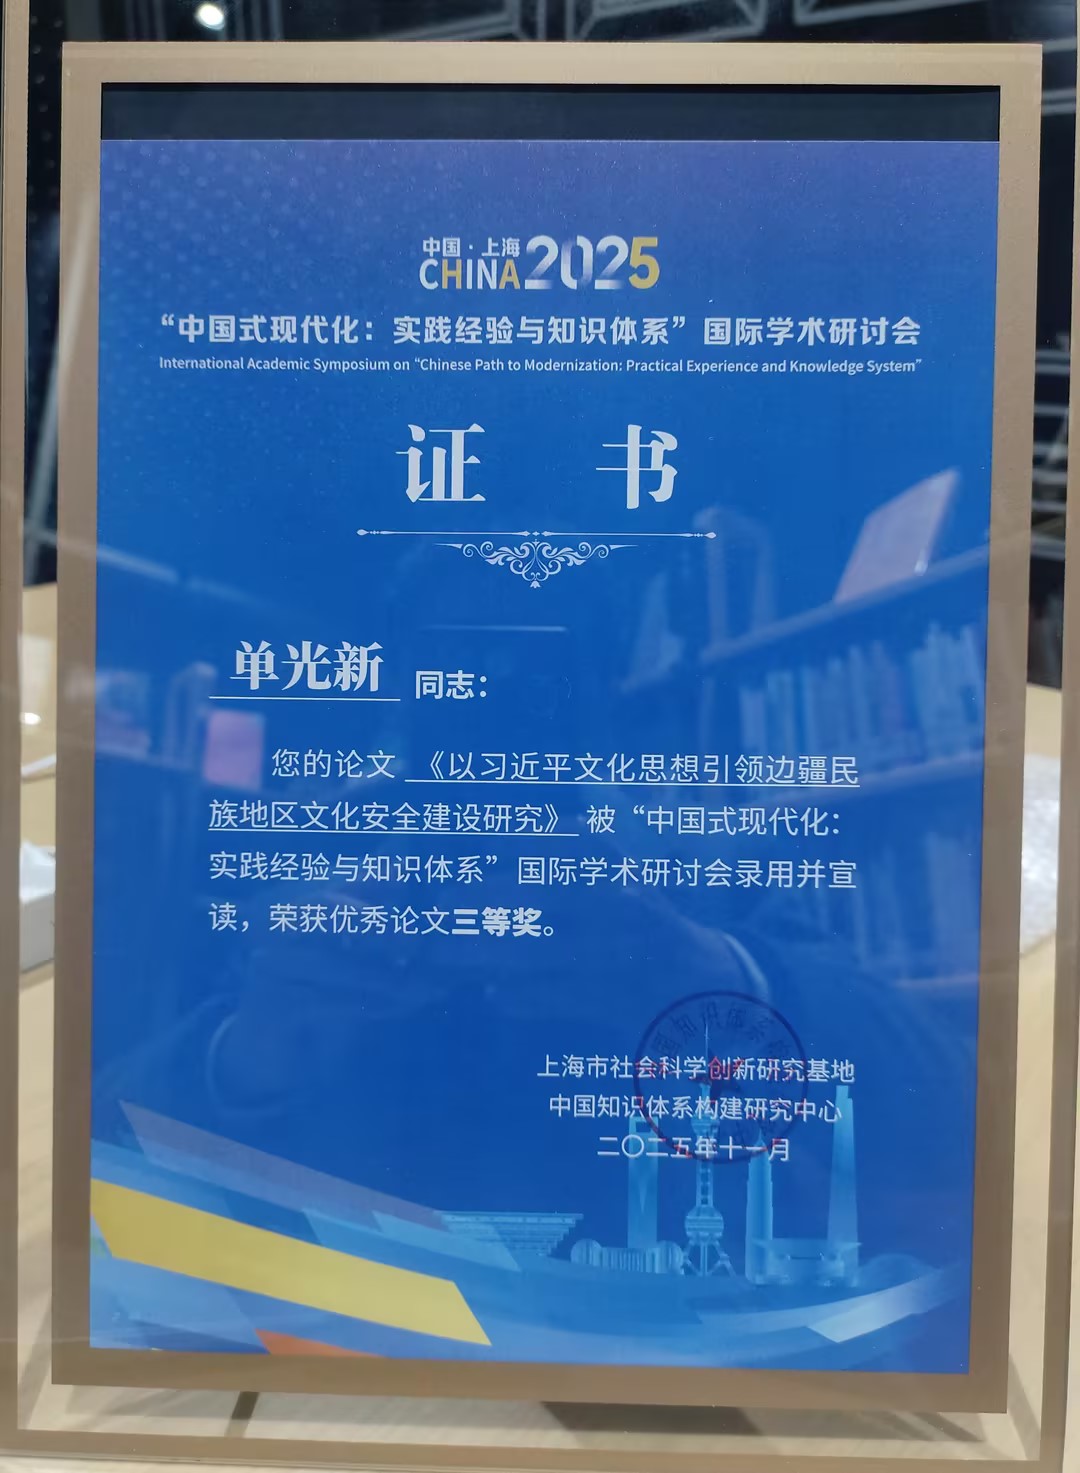 中国·上海
CHINA 2025
“中国式现代化：实践经验与知识体系”国际学术研讨会
International Academic Symposium on “Chinese Path to Modernization: Practical Experience and Knowledge System”
证 书
单光新 同志：
您的论文《以习近平文化思想引领边疆民
族地区文化安全建设研究》被“中国式现代化：
实践经验与知识体系”国际学术研讨会录用并宣
读，荣获优秀论文三等奖。
上海市社会科学创新研究基地
中国知识体系构建研究中心
二〇二五年十一月